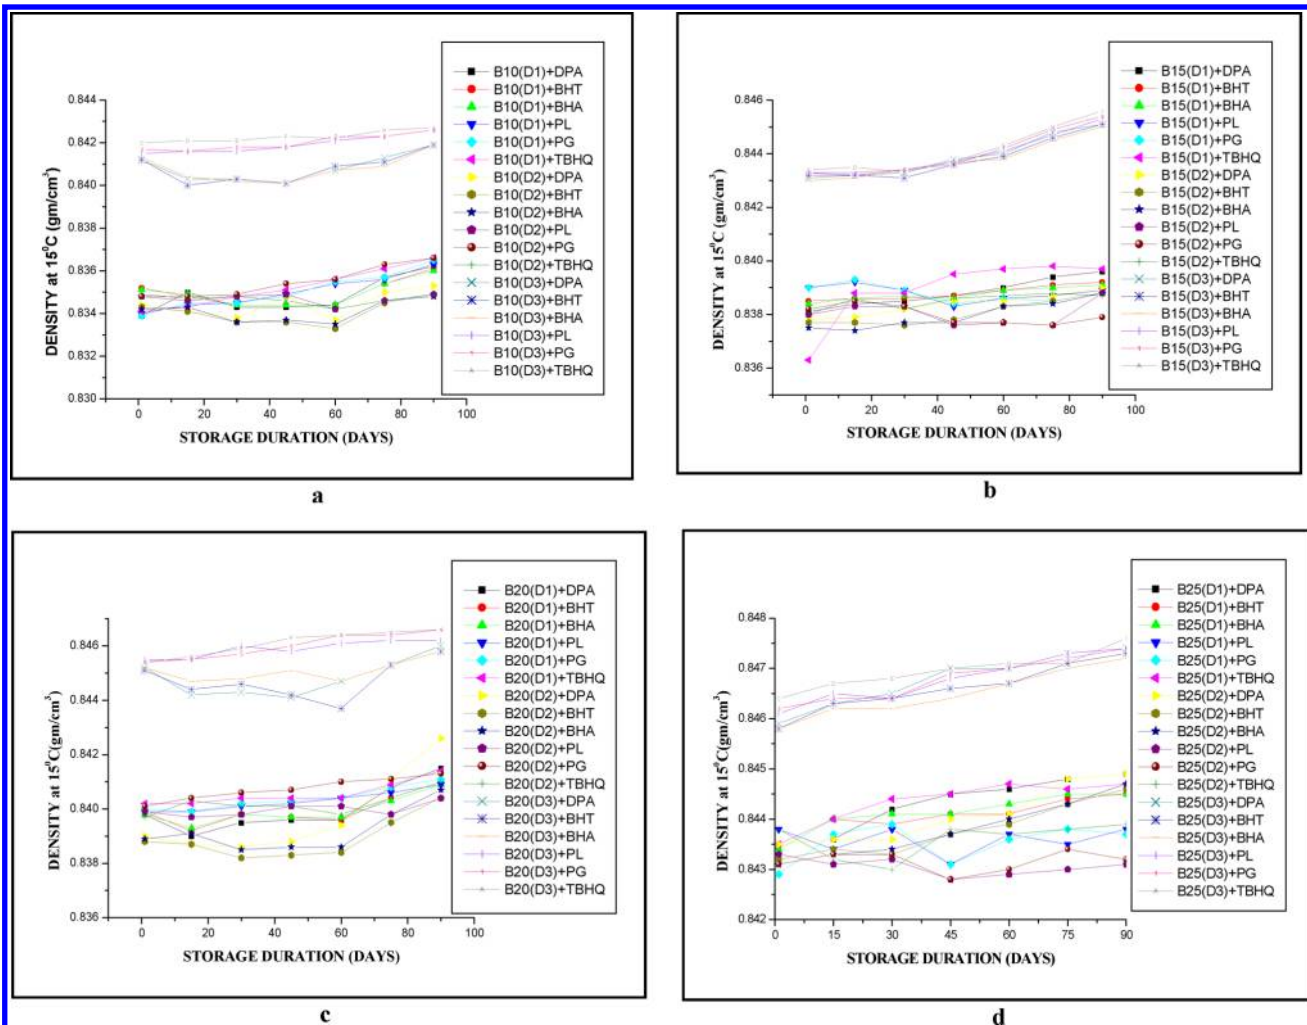 0.844
0.842
0.840
0.838
0.836
0.834
0.832
0.830
DENSITY at 15⁰C (gm/cm³)
0 20 40 60 80 100
STORAGE DURATION (DAYS)
B10(D1)+DPA
B10(D1)+BHT
B10(D1)+BHA
B10(D1)+PL
B10(D1)+PG
B10(D1)+TBHQ
B10(D2)+DPA
B10(D2)+BHT
B10(D2)+BHA
B10(D2)+PL
B10(D2)+PG
B10(D2)+TBHQ
B10(D3)+DPA
B10(D3)+BHT
B10(D3)+BHA
B10(D3)+PL
B10(D3)+PG
B10(D3)+TBHQ
a
0.846
0.844
0.842
0.840
0.838
0.836
DENSITY at 15⁰C (gm/cm³)
0 20 40 60 80 100
STORAGE DURATION (DAYS)
B15(D1)+DPA
B15(D1)+BHT
B15(D1)+BHA
B15(D1)+PL
B15(D1)+PG
B15(D1)+TBHQ
B15(D2)+DPA
B15(D2)+BHT
B15(D2)+BHA
B15(D2)+PL
B15(D2)+PG
B15(D2)+TBHQ
B15(D3)+DPA
B15(D3)+BHT
B15(D3)+BHA
B15(D3)+PL
B15(D3)+PG
B15(D3)+TBHQ
b
0.846
0.844
0.842
0.840
0.838
0.836
DENSITY at 15⁰C(gm/cm³)
0 20 40 60 80 100
STORAGE DURATION (DAYS)
B20(D1)+DPA
B20(D1)+BHT
B20(D1)+BHA
B20(D1)+PL
B20(D1)+PG
B20(D1)+TBHQ
B20(D2)+DPA
B20(D2)+BHT
B20(D2)+BHA
B20(D2)+PL
B20(D2)+PG
B20(D2)+TBHQ
B20(D3)+DPA
B20(D3)+BHT
B20(D3)+BHA
B20(D3)+PL
B20(D3)+PG
B20(D3)+TBHQ
c
0.848
0.847
0.846
0.845
0.844
0.843
0.842
DENSITY at 15⁰C(gm/cm³)
0 15 30 45 60 75 90
STORAGE DURATION (DAYS)
B25(D1)+DPA
B25(D1)+BHT
B25(D1)+BHA
B25(D1)+PL
B25(D1)+PG
B25(D1)+TBHQ
B25(D2)+DPA
B25(D2)+BHT
B25(D2)+BHA
B25(D2)+PL
B25(D2)+PG
B25(D2)+TBHQ
B25(D3)+DPA
B25(D3)+BHT
B25(D3)+BHA
B25(D3)+PL
B25(D3)+PG
B25(D3)+TBHQ
d